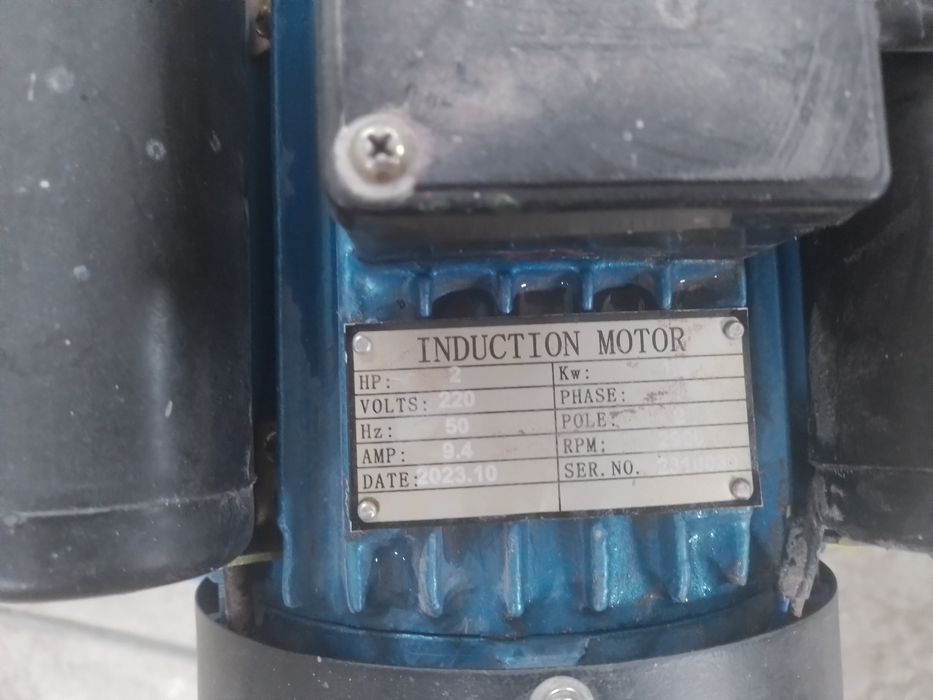 INDUCTION MOTOR
HP: 2 Kw:
VOLTS: 220 PHASE:
Hz: 50 POLE:
AMP: 9.4 RPM:
DATE: 2023.10 SER.NO.